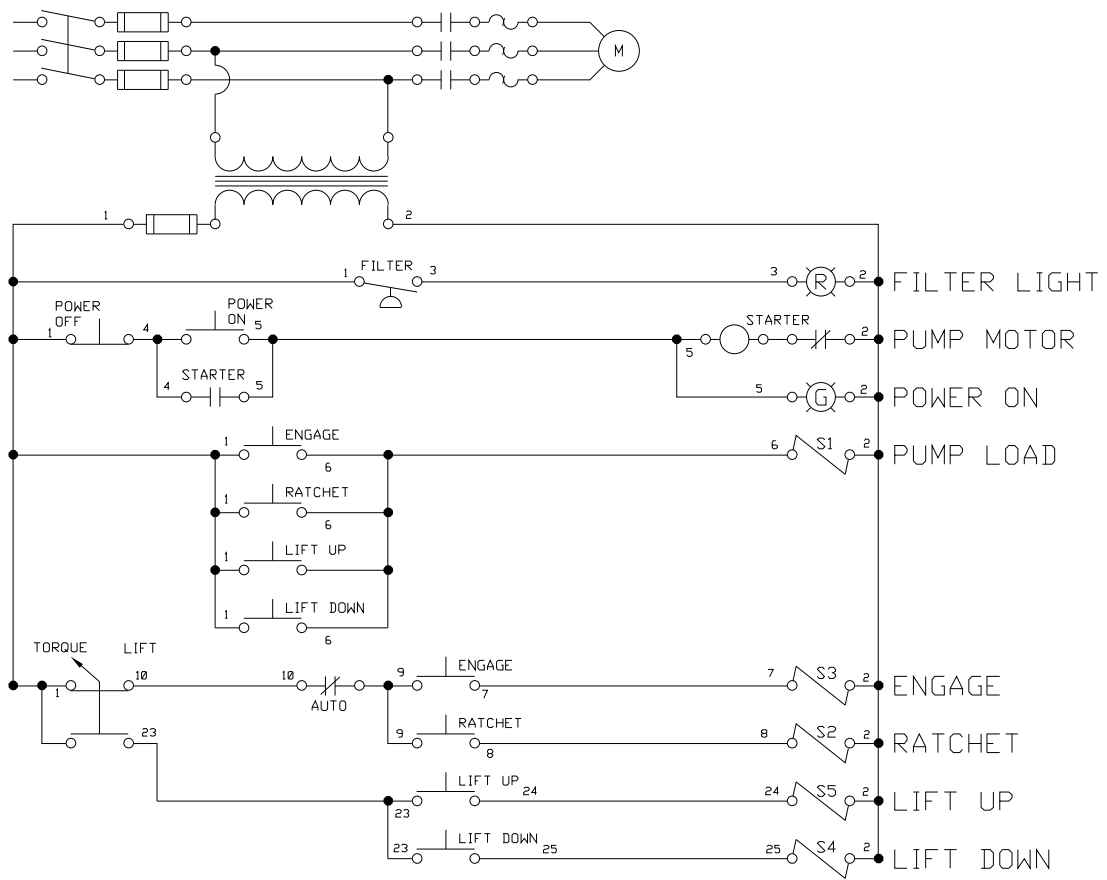 M
1
2
FILTER
1
3
3
R
2
FILTER LIGHT
POWER
OFF
1
4
POWER
ON
5
STARTER
5
2
PUMP MOTOR
STARTER
4
5
5
G
2
POWER ON
1
ENGAGE
6
6
S1
2
PUMP LOAD
1
RATCHET
6
1
LIFT UP
1
LIFT DOWN
6
TORQUE
LIFT
1
10
10
AUTO
9
ENGAGE
7
7
S3
2
ENGAGE
23
9
RATCHET
8
8
S2
2
RATCHET
23
LIFT UP
24
24
S5
2
LIFT UP
23
LIFT DOWN
25
25
S4
2
LIFT DOWN